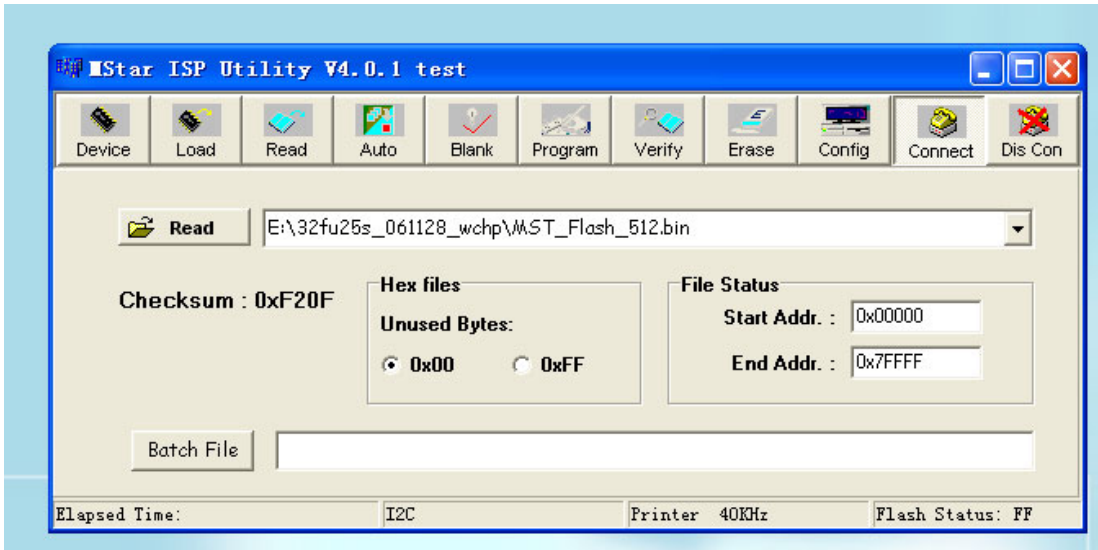 MStar ISP Utility V4.0.1 test
Device Load Read Auto Blank Program Verify Erase Config Connect Dis Con
Read E:\32fu25s_061128_wchp\MST_Flash_512.bin
Checksum : 0xF20F
Hex files
Unused Bytes:
0x00 0xFF
File Status
Start Addr. : 0x00000
End Addr. : 0x7FFFF
Batch File
Elapsed Time: I2C Printer 40KHz Flash Status: FF